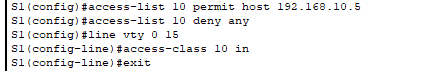 S1(config)#access-list 10 permit host 192.168.10.5
S1(config)#access-list 10 deny any
S1(config)#line vty 0 15
S1(config-line)#access-class 10 in
S1(config-line)#exit